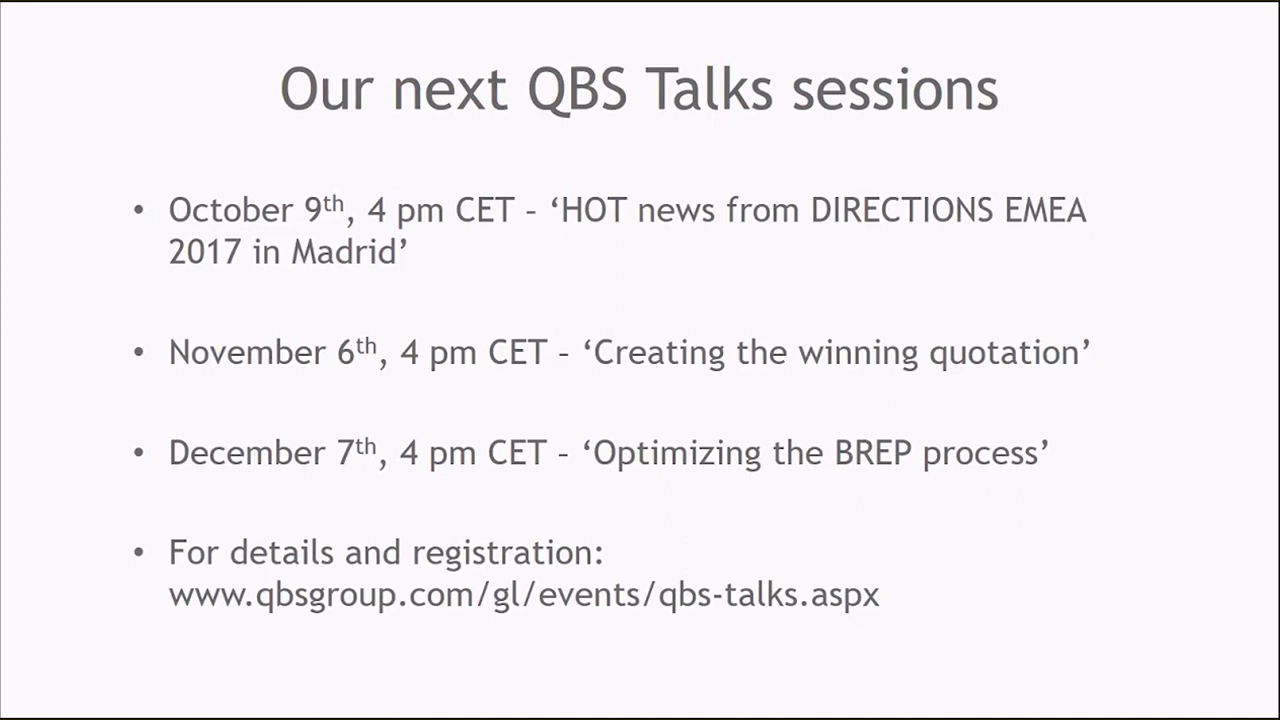 Our next QBS Talks sessions
• October 9th, 4 pm CET – ‘HOT news from DIRECTIONS EMEA
2017 in Madrid’
• November 6th, 4 pm CET – ‘Creating the winning quotation’
• December 7th, 4 pm CET – ‘Optimizing the BREP process’
• For details and registration:
www.qbsgroup.com/gl/events/qbs-talks.aspx